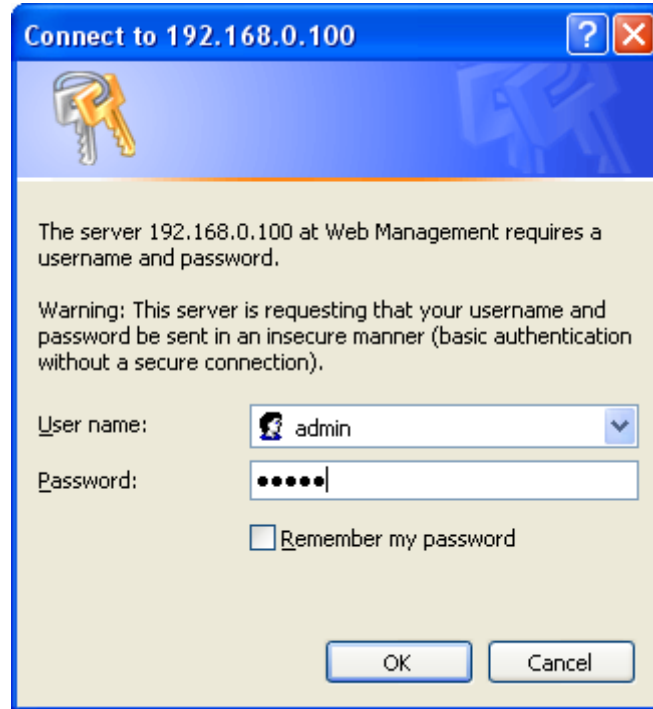 Connect to 192.168.0.100
The server 192.168.0.100 at Web Management requires a
username and password.
Warning: This server is requesting that your username and
password be sent in an insecure manner (basic authentication
without a secure connection).
User name: admin
Password: •••••
Remember my password
OK Cancel